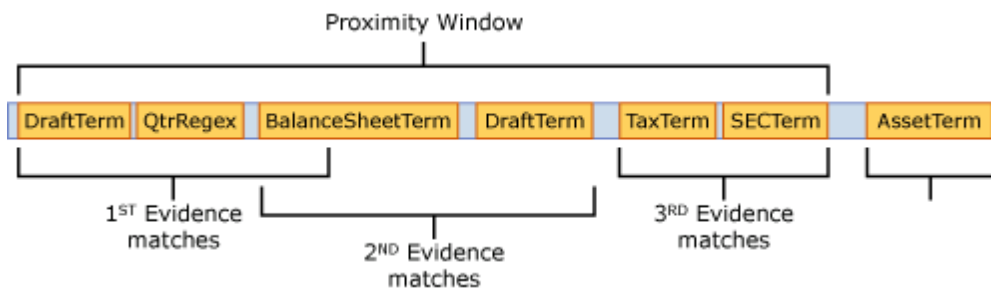 Proximity Window
DraftTerm QtrRegex BalanceSheetTerm DraftTerm TaxTerm SECTerm AssetTerm
1ST Evidence
matches
2ND Evidence
matches
3RD Evidence
matches